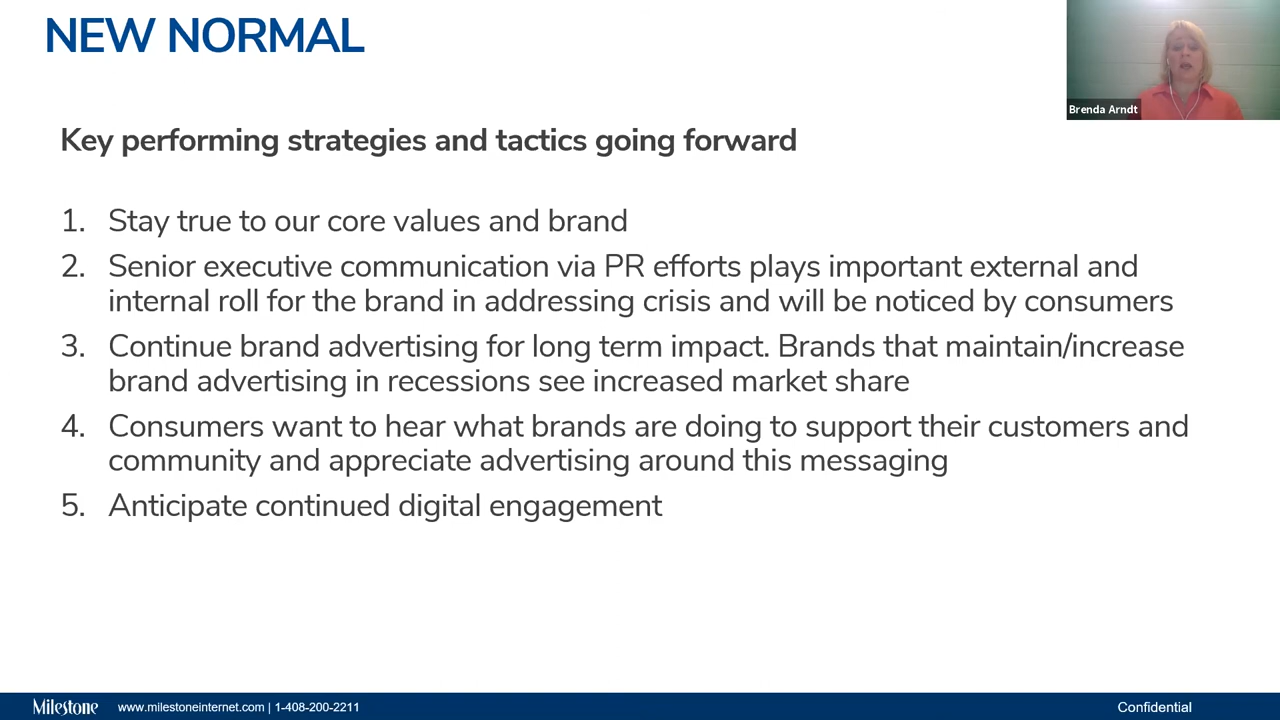 NEW NORMAL
Brenda Arndt
Key performing strategies and tactics going forward
1. Stay true to our core values and brand
2. Senior executive communication via PR efforts plays important external and
internal roll for the brand in addressing crisis and will be noticed by consumers
3. Continue brand advertising for long term impact. Brands that maintain/increase
brand advertising in recessions see increased market share
4. Consumers want to hear what brands are doing to support their customers and
community and appreciate advertising around this messaging
5. Anticipate continued digital engagement
Milestone www.milestoneinternet.com | 1-408-200-2211 Confidential